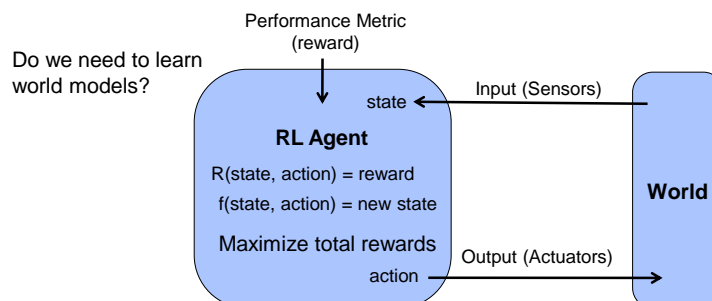 Performance Metric
(reward)
Do we need to learn
world models?
state
Input (Sensors)
RL Agent
R(state, action) = reward
f(state, action) = new state
World
Maximize total rewards
action
Output (Actuators)